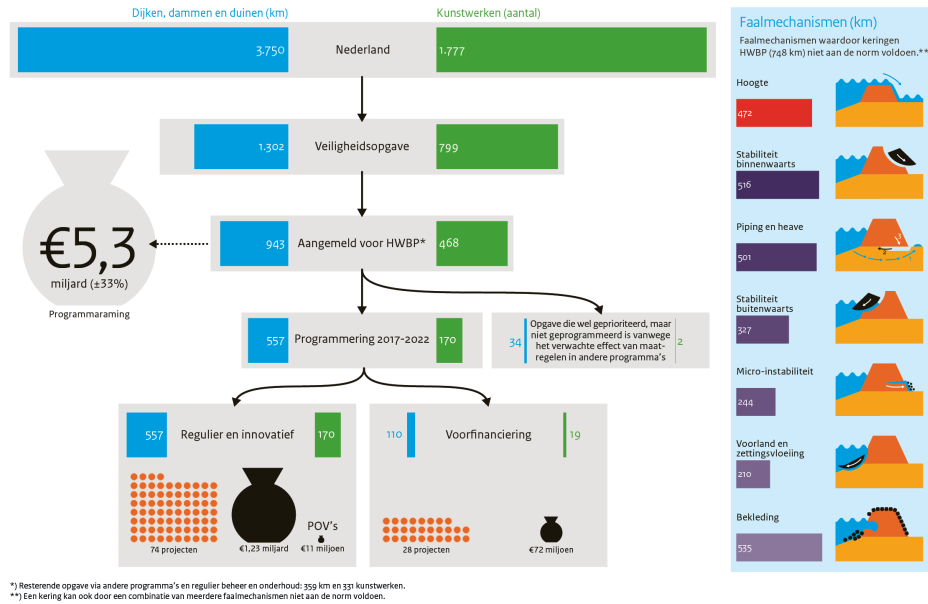 Dijken, dammen en duinen (km)
Kunstwerken (aantal)
3.750
Nederland
1.777
1.302
Veiligheidsopgave
799
943
Aangemeld voor HWBP*
468
€5,3
miljard (±33%)
Programmaraming
557
Programmering 2017-2022
170
34
Opgave die wel geprioriteerd, maar
niet geprogrammeerd is vanwege
het verwachte effect van maat-
regelen in andere programma's
2
557
Regulier en innovatief
170
74 projecten
€1,23 miljard
POV's
€11 miljoen
110
Voorfinanciering
19
28 projecten
€72 miljoen
Faalmechanismen (km)
Faalmechanismen waardoor keringen
HWBP (748 km) niet aan de norm voldoen.**
Hoogte
472
Stabiliteit
binnenwaarts
516
Piping en heave
501
3
2
1
Stabiliteit
buitenwaarts
327
Micro-instabiliteit
244
Voorland en
zettingsvloeiing
210
Bekleding
535
*) Resterende opgave via andere programma's en regulier beheer en onderhoud: 359 km en 331 kunstwerken.
**) Een kering kan ook door een combinatie van meerdere faalmechanismen niet aan de norm voldoen.